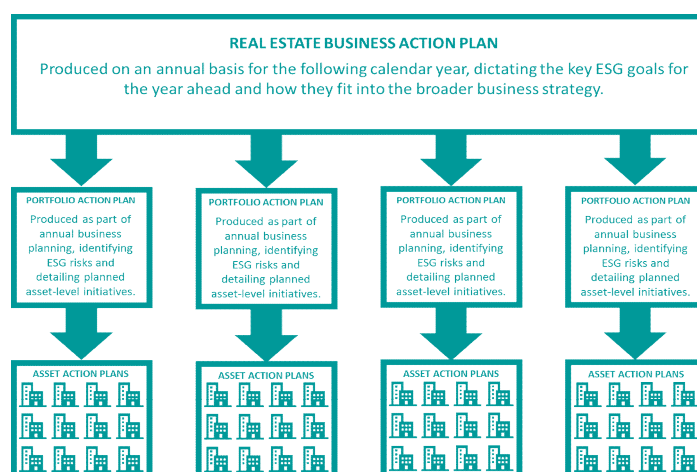 REAL ESTATE BUSINESS ACTION PLAN
Produced on an annual basis for the following calendar year, dictating the key ESG goals for
the year ahead and how they fit into the broader business strategy.
PORTFOLIO ACTION PLAN
Produced as part of
annual business
planning, identifying
ESG risks and
detailing planned
asset-level initiatives.
PORTFOLIO ACTION PLAN
Produced as part of
annual business
planning, identifying
ESG risks and
detailing planned
asset-level initiatives.
PORTFOLIO ACTION PLAN
Produced as part of
annual business
planning, identifying
ESG risks and
detailing planned
asset-level initiatives.
PORTFOLIO ACTION PLAN
Produced as part of
annual business
planning, identifying
ESG risks and
detailing planned
asset-level initiatives.
ASSET ACTION PLANS
ASSET ACTION PLANS
ASSET ACTION PLANS
ASSET ACTION PLANS